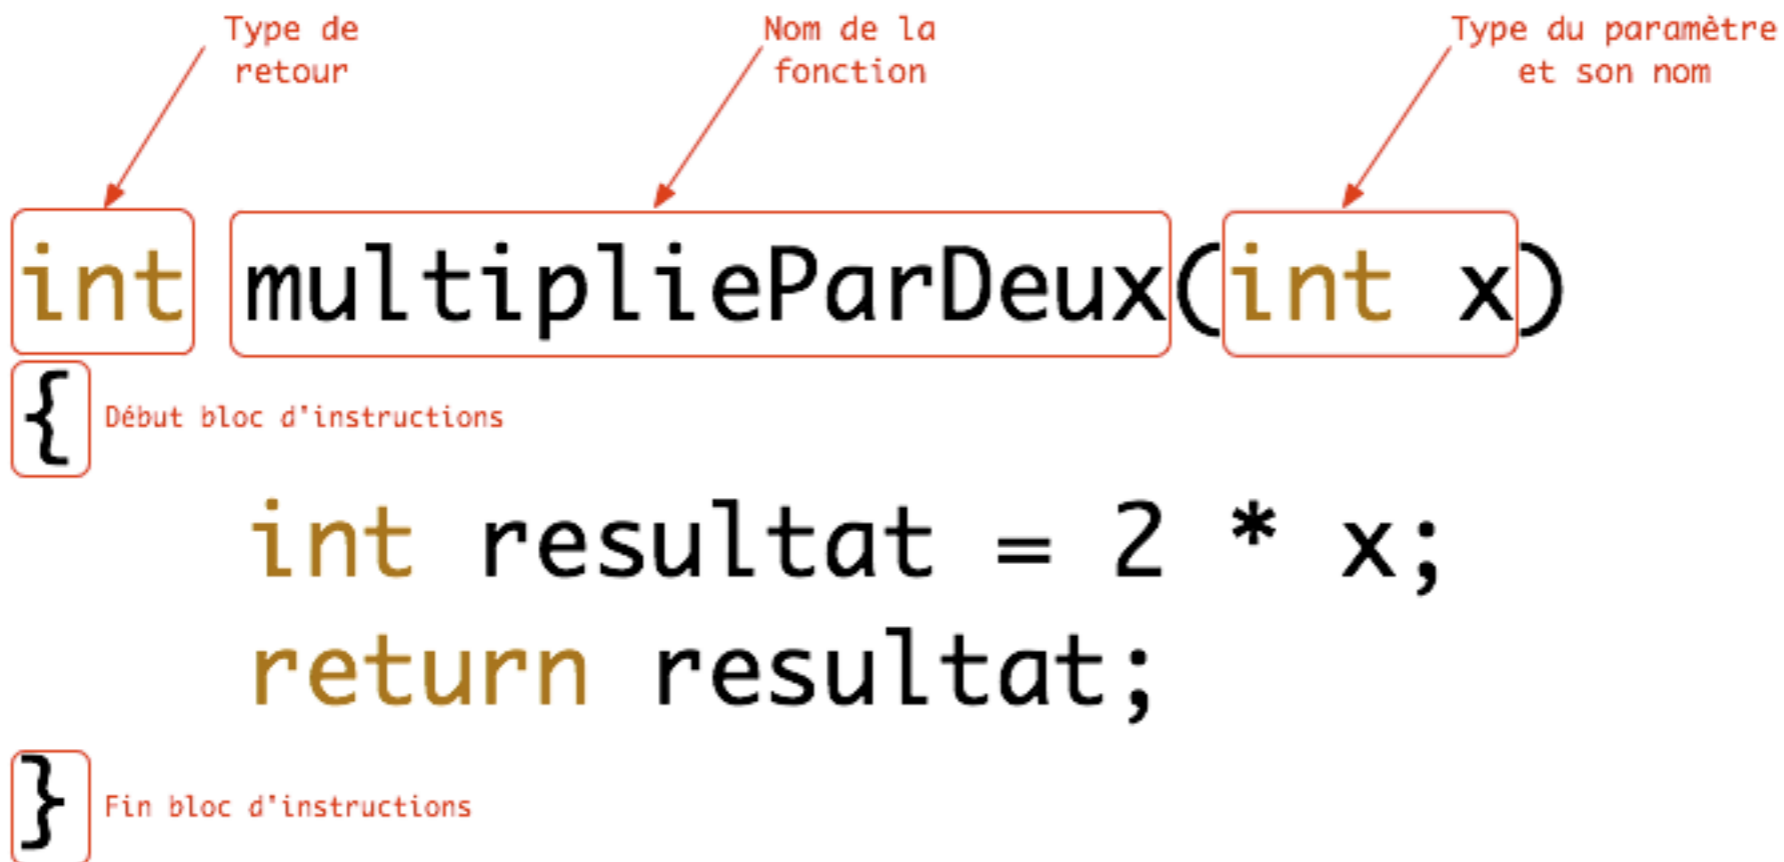 Type de
retour
Nom de la
fonction
Type du paramètre
et son nom
int multiplieParDeux(int x)
{ Début bloc d'instructions
int resultat = 2 * x;
return resultat;
} Fin bloc d'instructions